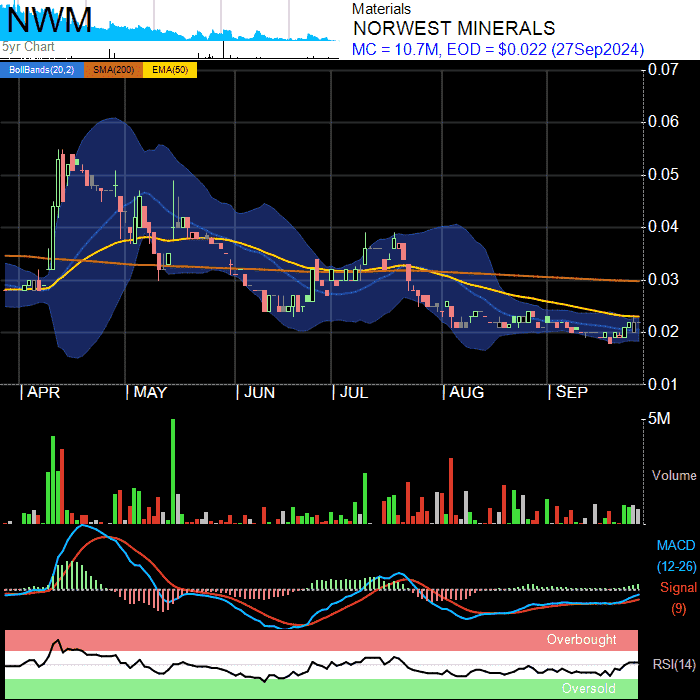 NWM
5yr Chart
Materials
NORWEST MINERALS
MC = 10.7M, EOD = $0.022 (27Sep2024)
BollBands(20,2) SMA(200) EMA(50)
0.07
0.06
0.05
0.04
0.03
0.02
0.01
APR MAY JUN JUL AUG SEP
5M
Volume
MACD
(12-26)
Signal
(9)
Overbought
RSI(14)
Oversold